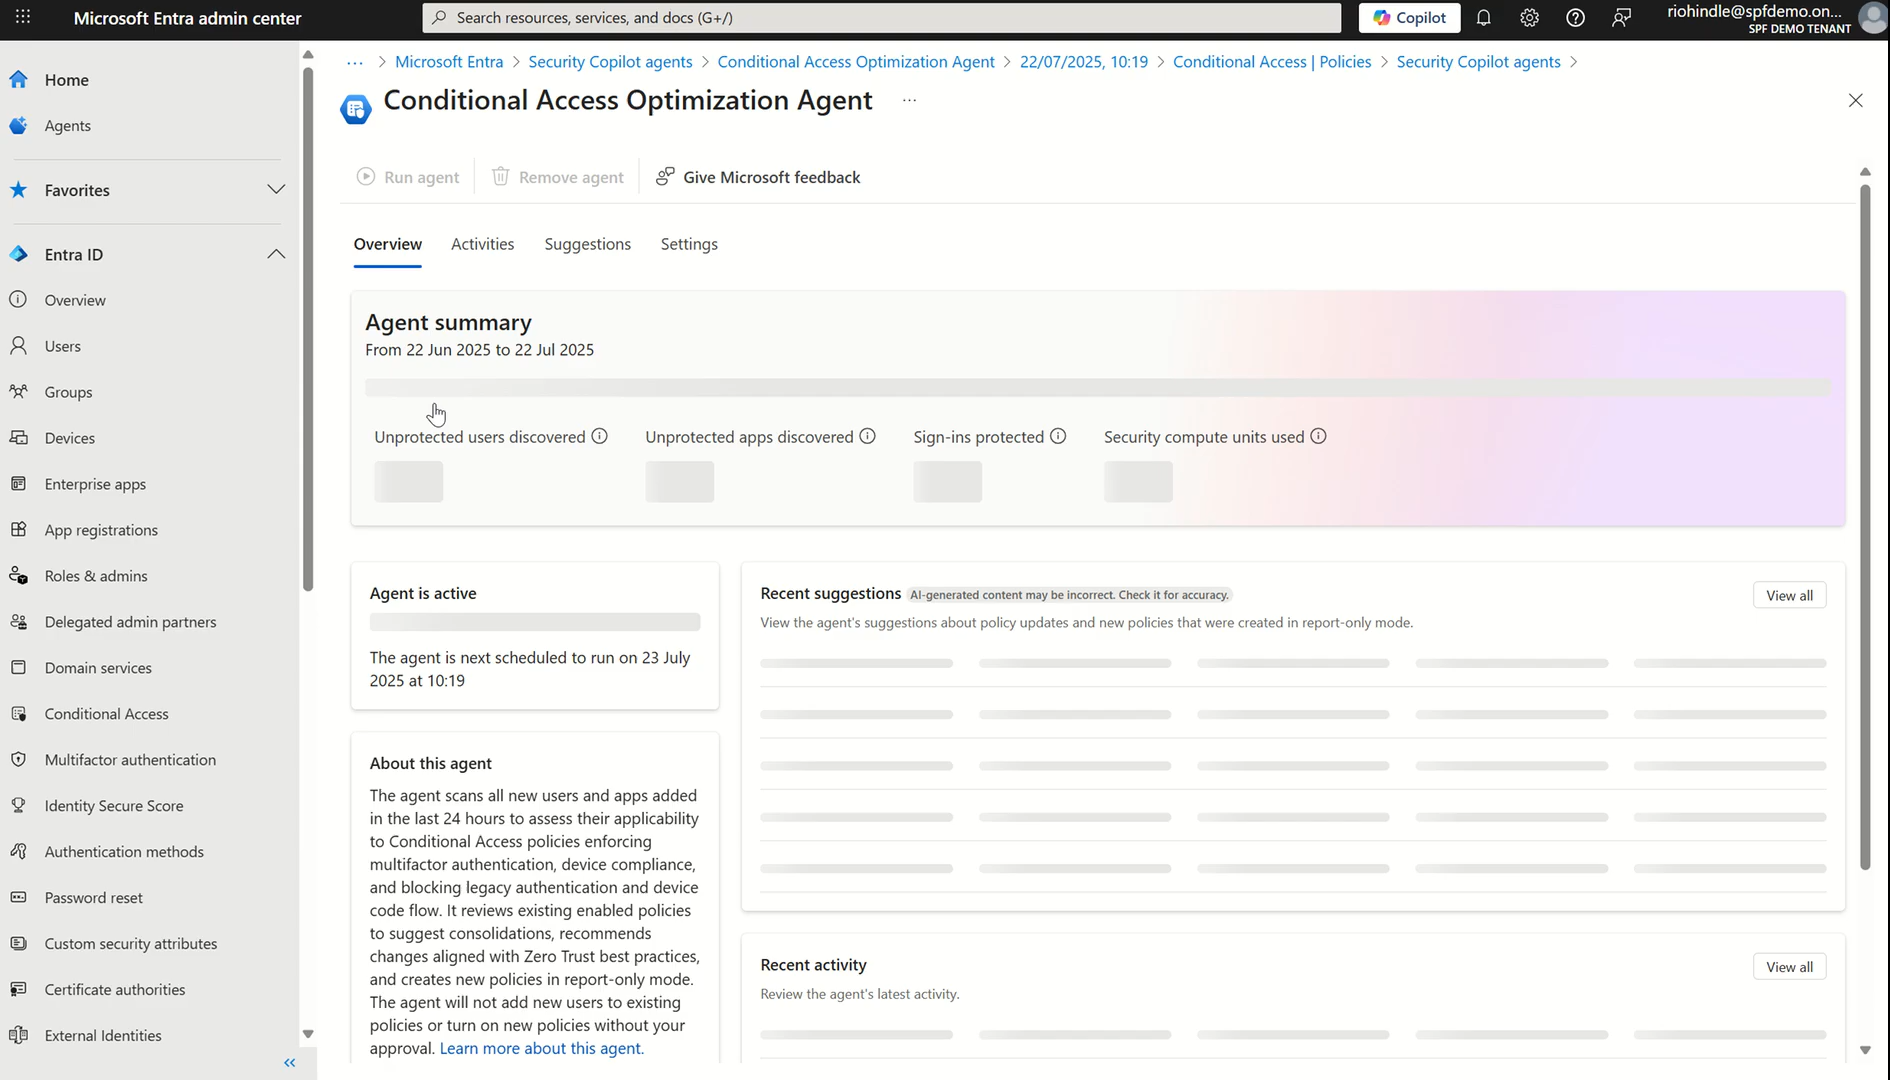 Microsoft Entra admin center
Search resources, services, and docs (G+/)
Copilot
riohindle@spfdemo.on...
SPF DEMO TENANT
Home
Agents
Favorites
Entra ID
Overview
Users
Groups
Devices
Enterprise apps
App registrations
Roles & admins
Delegated admin partners
Domain services
Conditional Access
Multifactor authentication
Identity Secure Score
Authentication methods
Password reset
Custom security attributes
Certificate authorities
External Identities
... > Microsoft Entra > Security Copilot agents > Conditional Access Optimization Agent > 22/07/2025, 10:19 > Conditional Access | Policies > Security Copilot agents >
Conditional Access Optimization Agent ...
Run agent
Remove agent
Give Microsoft feedback
Overview
Activities
Suggestions
Settings
Agent summary
From 22 Jun 2025 to 22 Jul 2025
Unprotected users discovered
Unprotected apps discovered
Sign-ins protected
Security compute units used
Agent is active
The agent is next scheduled to run on 23 July
2025 at 10:19
About this agent
The agent scans all new users and apps added
in the last 24 hours to assess their applicability
to Conditional Access policies enforcing
multifactor authentication, device compliance,
and blocking legacy authentication and device
code flow. It reviews existing enabled policies
to suggest consolidations, recommends
changes aligned with Zero Trust best practices,
and creates new policies in report-only mode.
The agent will not add new users to existing
policies or turn on new policies without your
approval. Learn more about this agent.
Recent suggestions AI-generated content may be incorrect. Check it for accuracy.
View all
View the agent's suggestions about policy updates and new policies that were created in report-only mode.
Recent activity
View all
Review the agent's latest activity.